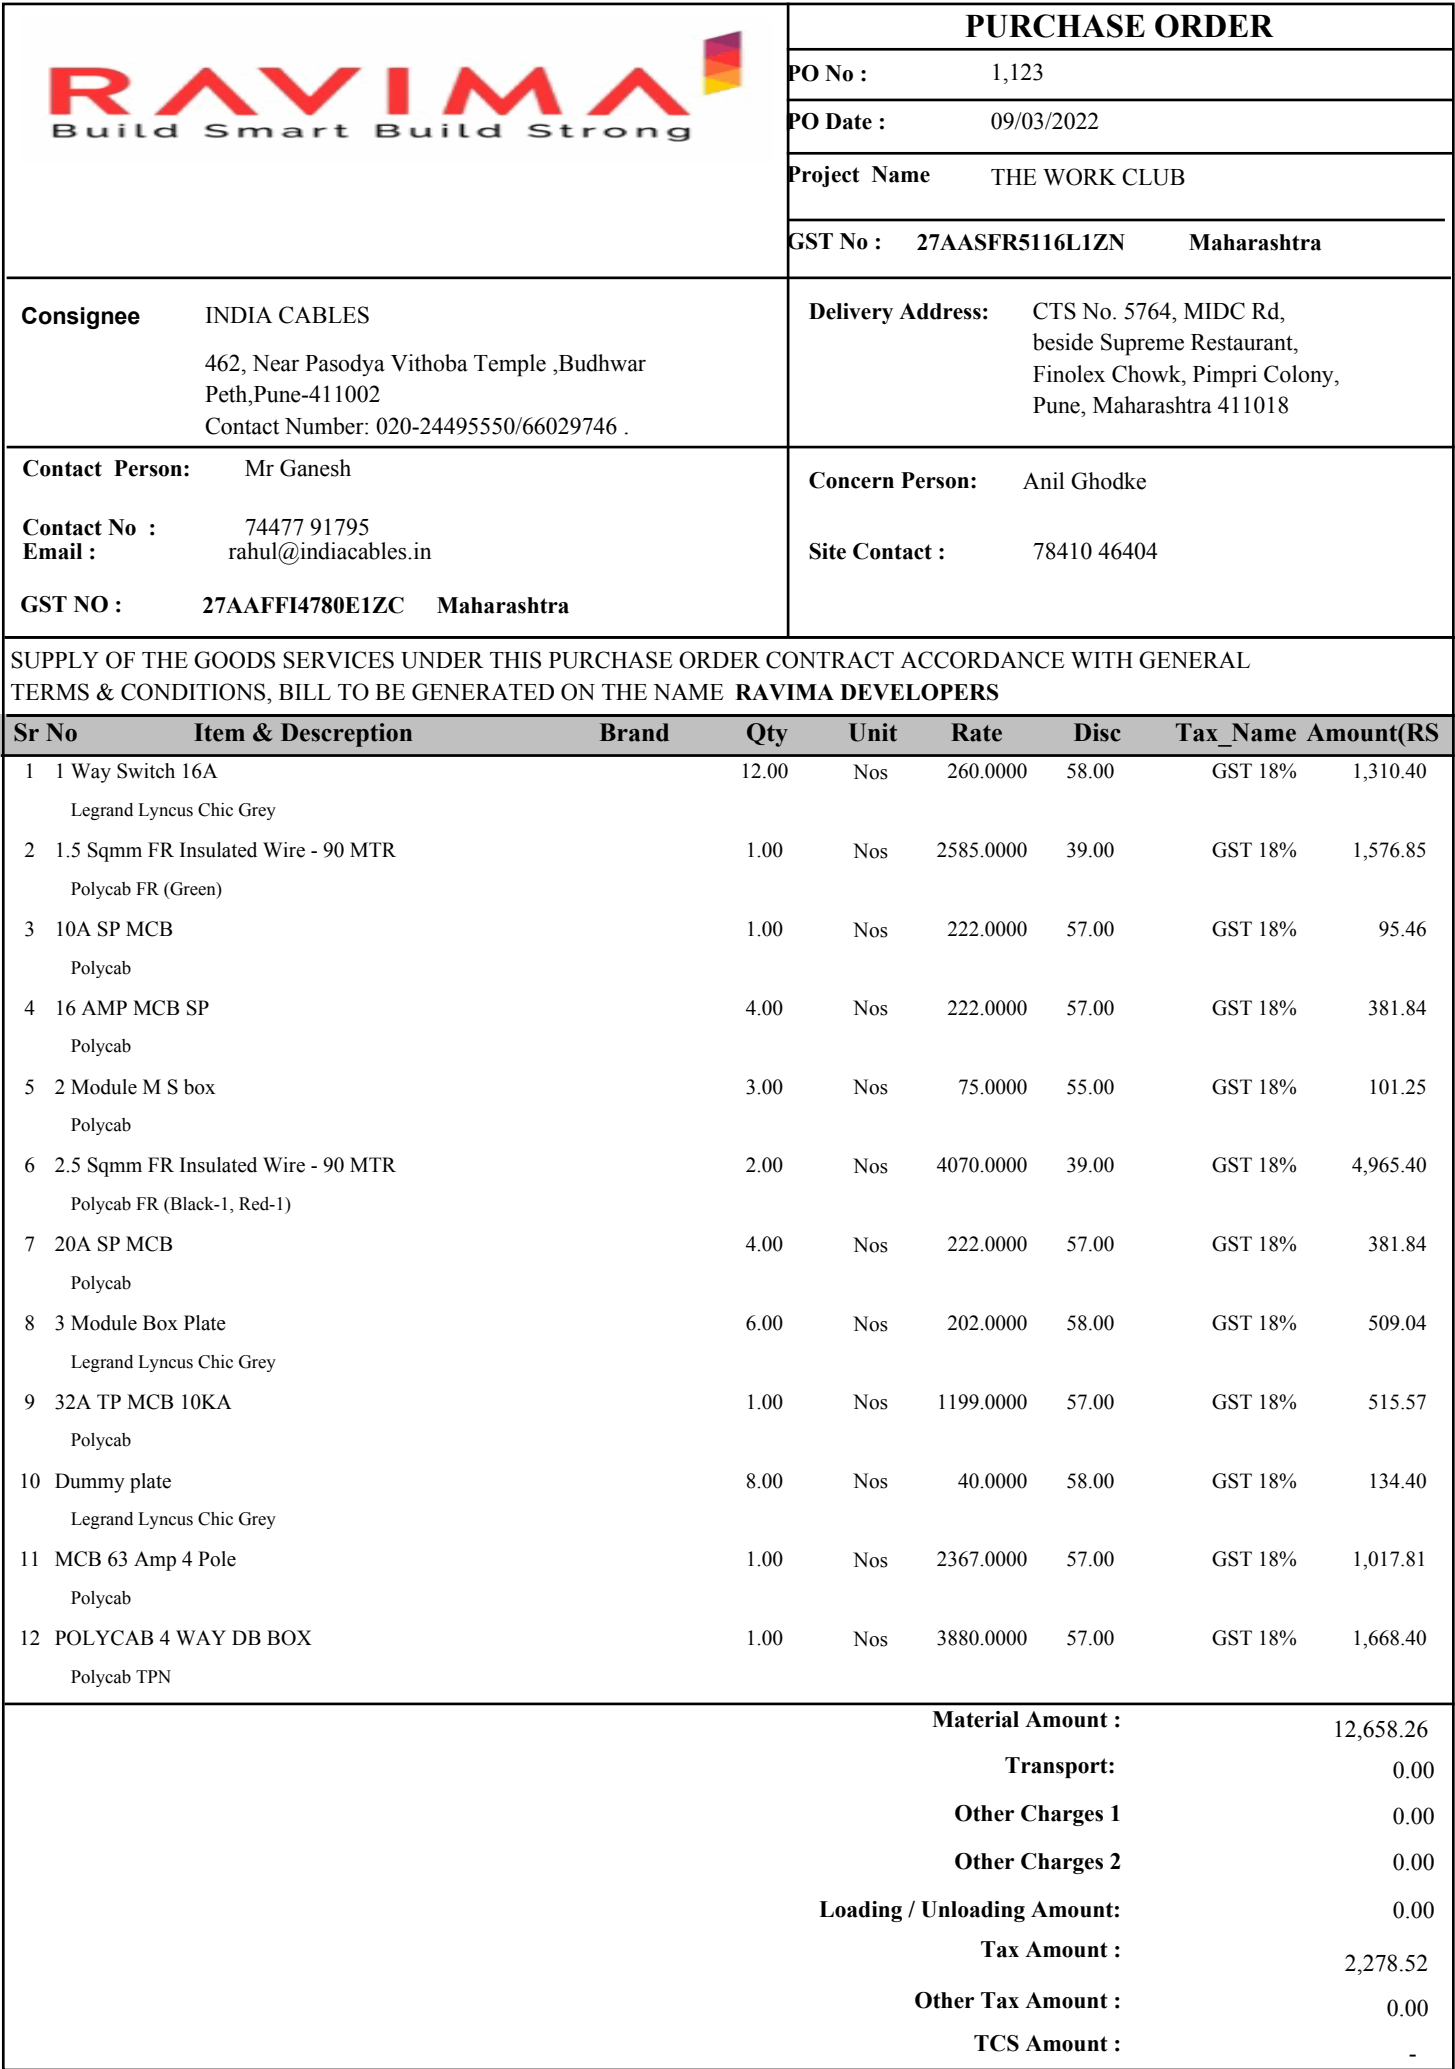 RAVIMA
Build Smart Build Strong
PURCHASE ORDER
PO No : 1,123
PO Date : 09/03/2022
Project Name THE WORK CLUB
GST No : 27AASFR5116L1ZN Maharashtra
Consignee INDIA CABLES
462, Near Pasodya Vithoba Temple ,Budhwar
Peth,Pune-411002
Contact Number: 020-24495550/66029746 .
Delivery Address: CTS No. 5764, MIDC Rd,
beside Supreme Restaurant,
Finolex Chowk, Pimpri Colony,
Pune, Maharashtra 411018
Contact Person: Mr Ganesh
Contact No : 74477 91795
Email : rahul@indiacables.in
GST NO : 27AAFFI4780E1ZC Maharashtra
Concern Person: Anil Ghodke
Site Contact : 78410 46404
SUPPLY OF THE GOODS SERVICES UNDER THIS PURCHASE ORDER CONTRACT ACCORDANCE WITH GENERAL
TERMS & CONDITIONS, BILL TO BE GENERATED ON THE NAME RAVIMA DEVELOPERS
Sr No Item & Descreption Brand Qty Unit Rate Disc Tax_Name Amount(RS
1 1 Way Switch 16A 12.00 Nos 260.0000 58.00 GST 18% 1,310.40
Legrand Lyncus Chic Grey
2 1.5 Sqmm FR Insulated Wire - 90 MTR 1.00 Nos 2585.0000 39.00 GST 18% 1,576.85
Polycab FR (Green)
3 10A SP MCB 1.00 Nos 222.0000 57.00 GST 18% 95.46
Polycab
4 16 AMP MCB SP 4.00 Nos 222.0000 57.00 GST 18% 381.84
Polycab
5 2 Module M S box 3.00 Nos 75.0000 55.00 GST 18% 101.25
Polycab
6 2.5 Sqmm FR Insulated Wire - 90 MTR 2.00 Nos 4070.0000 39.00 GST 18% 4,965.40
Polycab FR (Black-1, Red-1)
7 20A SP MCB 4.00 Nos 222.0000 57.00 GST 18% 381.84
Polycab
8 3 Module Box Plate 6.00 Nos 202.0000 58.00 GST 18% 509.04
Legrand Lyncus Chic Grey
9 32A TP MCB 10KA 1.00 Nos 1199.0000 57.00 GST 18% 515.57
Polycab
10 Dummy plate 8.00 Nos 40.0000 58.00 GST 18% 134.40
Legrand Lyncus Chic Grey
11 MCB 63 Amp 4 Pole 1.00 Nos 2367.0000 57.00 GST 18% 1,017.81
Polycab
12 POLYCAB 4 WAY DB BOX 1.00 Nos 3880.0000 57.00 GST 18% 1,668.40
Polycab TPN
Material Amount : 12,658.26
Transport: 0.00
Other Charges 1 0.00
Other Charges 2 0.00
Loading / Unloading Amount: 0.00
Tax Amount : 2,278.52
Other Tax Amount : 0.00
TCS Amount : -